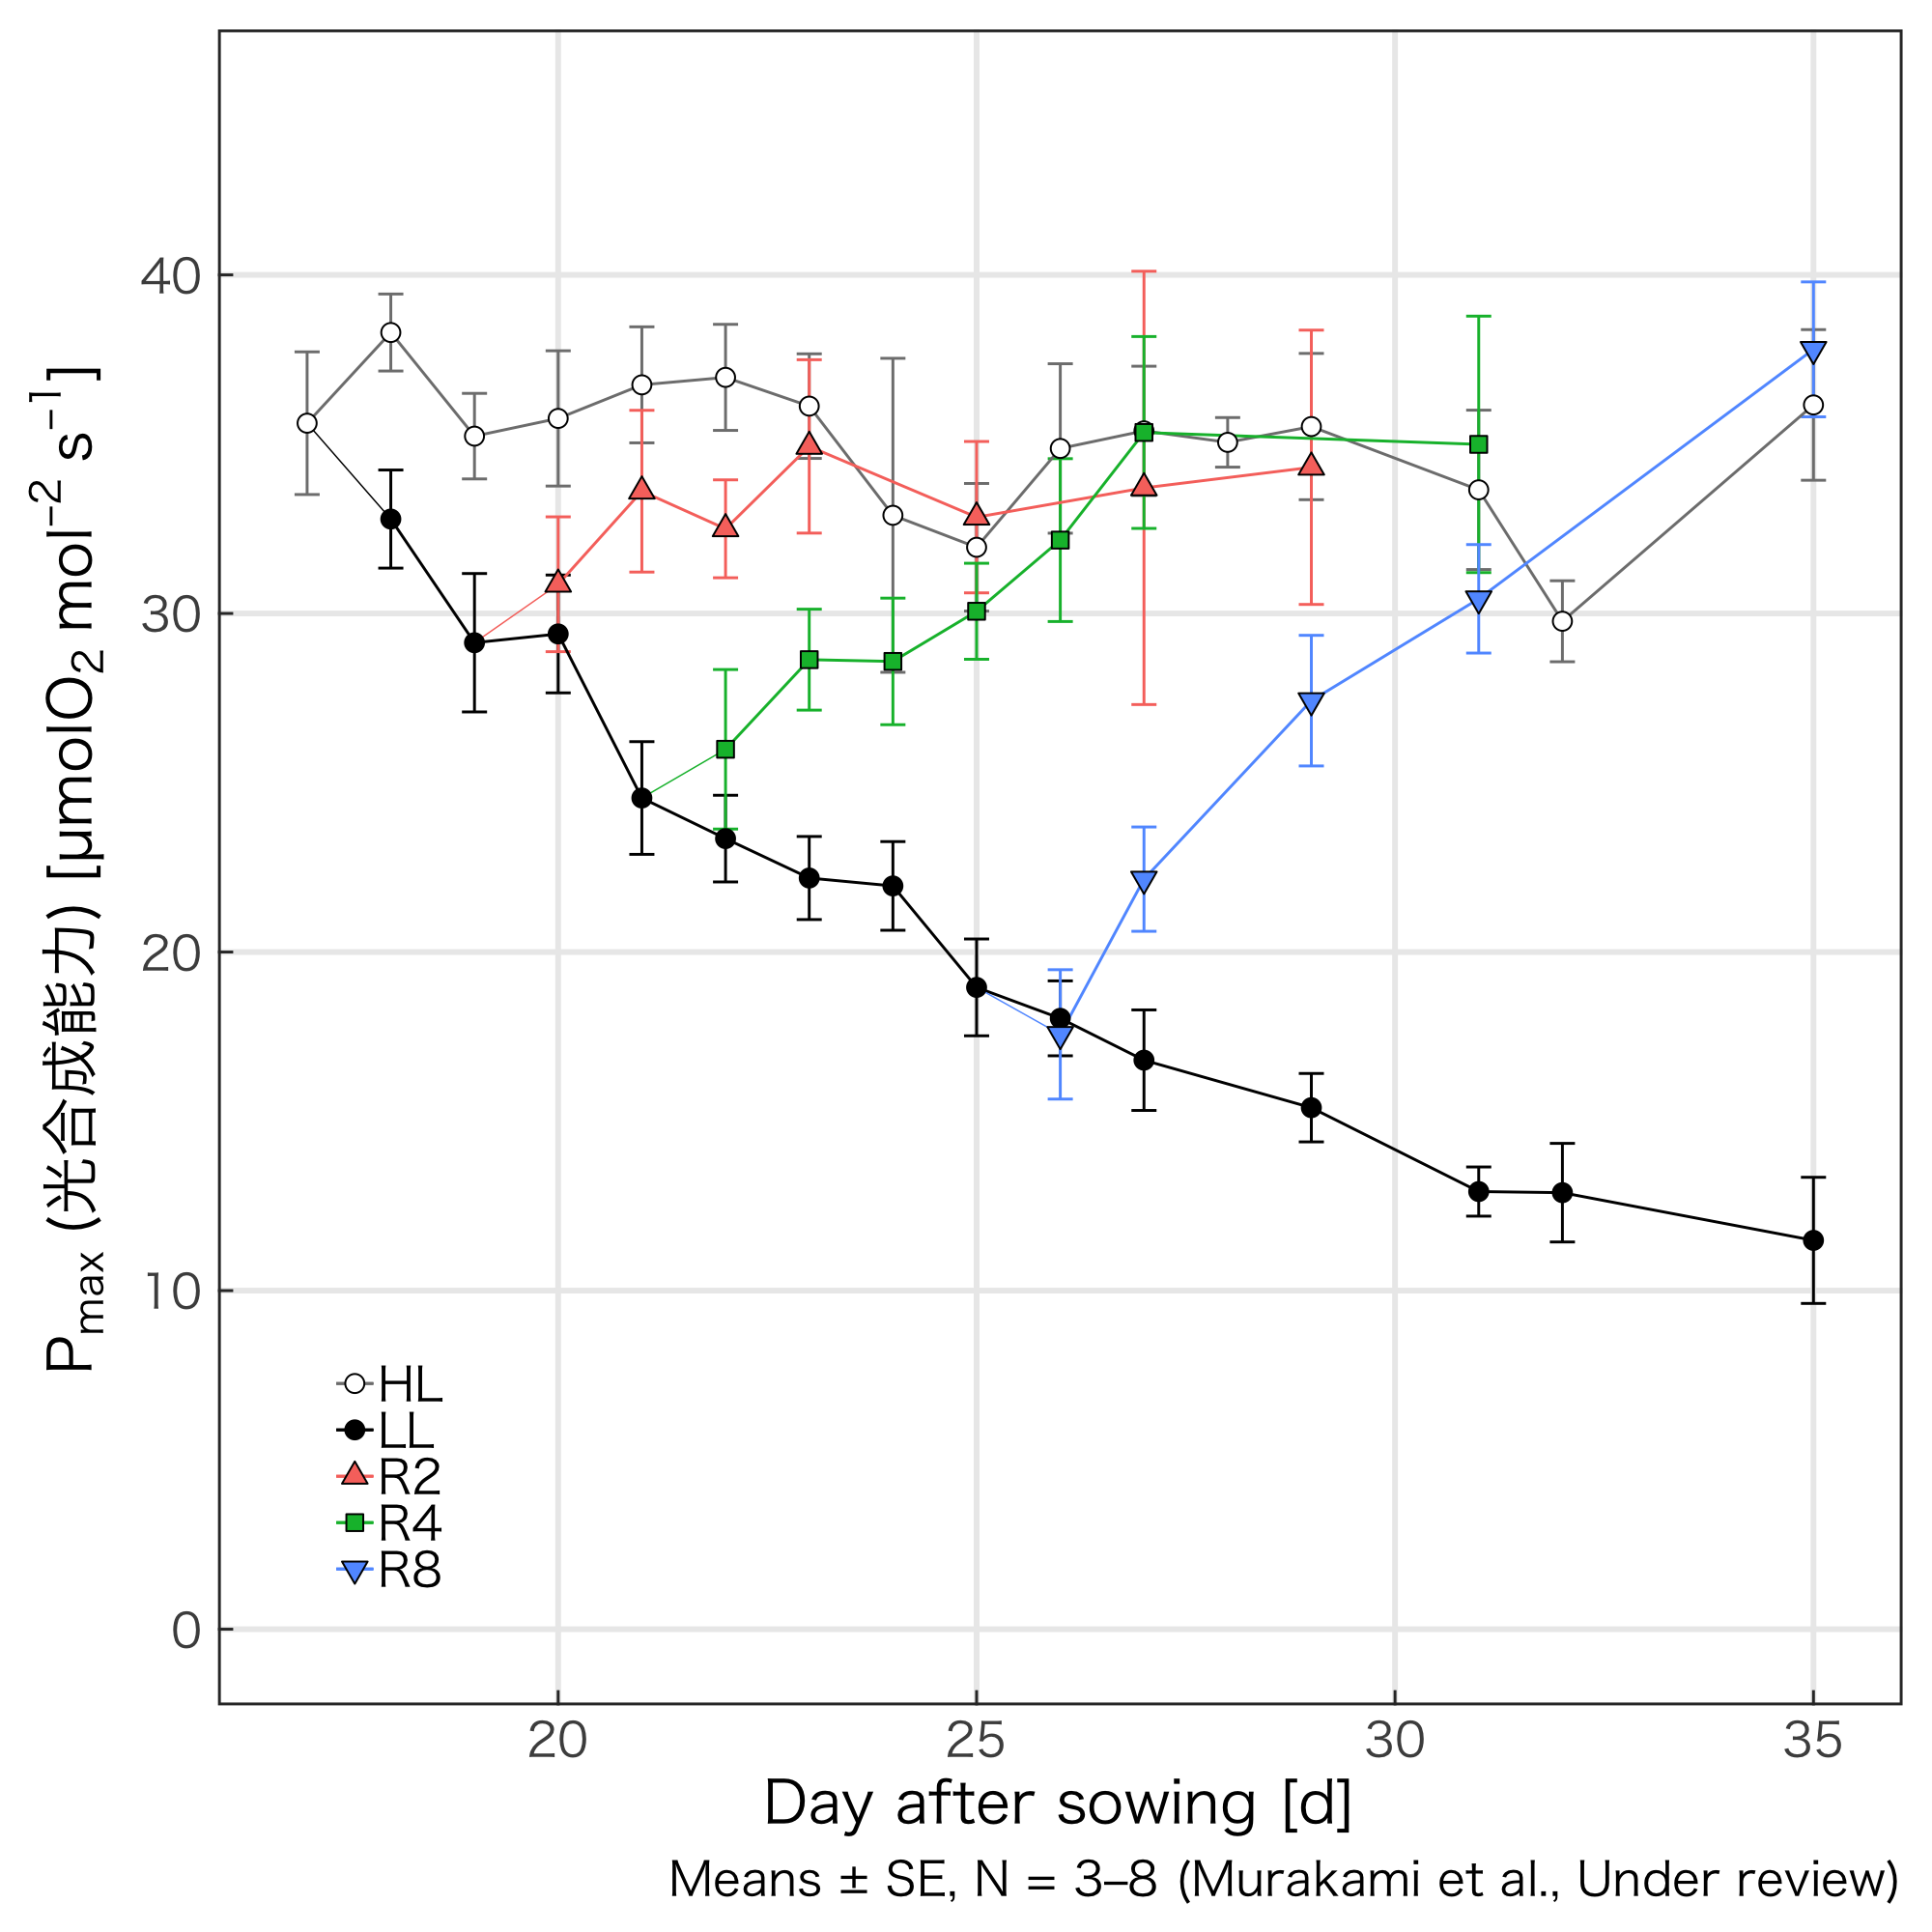 Pmax (光合成能力) [µmolO2 mol−2 s−1]
40
30
20
10
0
HL
LL
R2
R4
R8
20 25 30 35
Day after sowing [d]
Means ± SE, N = 3–8 (Murakami et al., Under review)